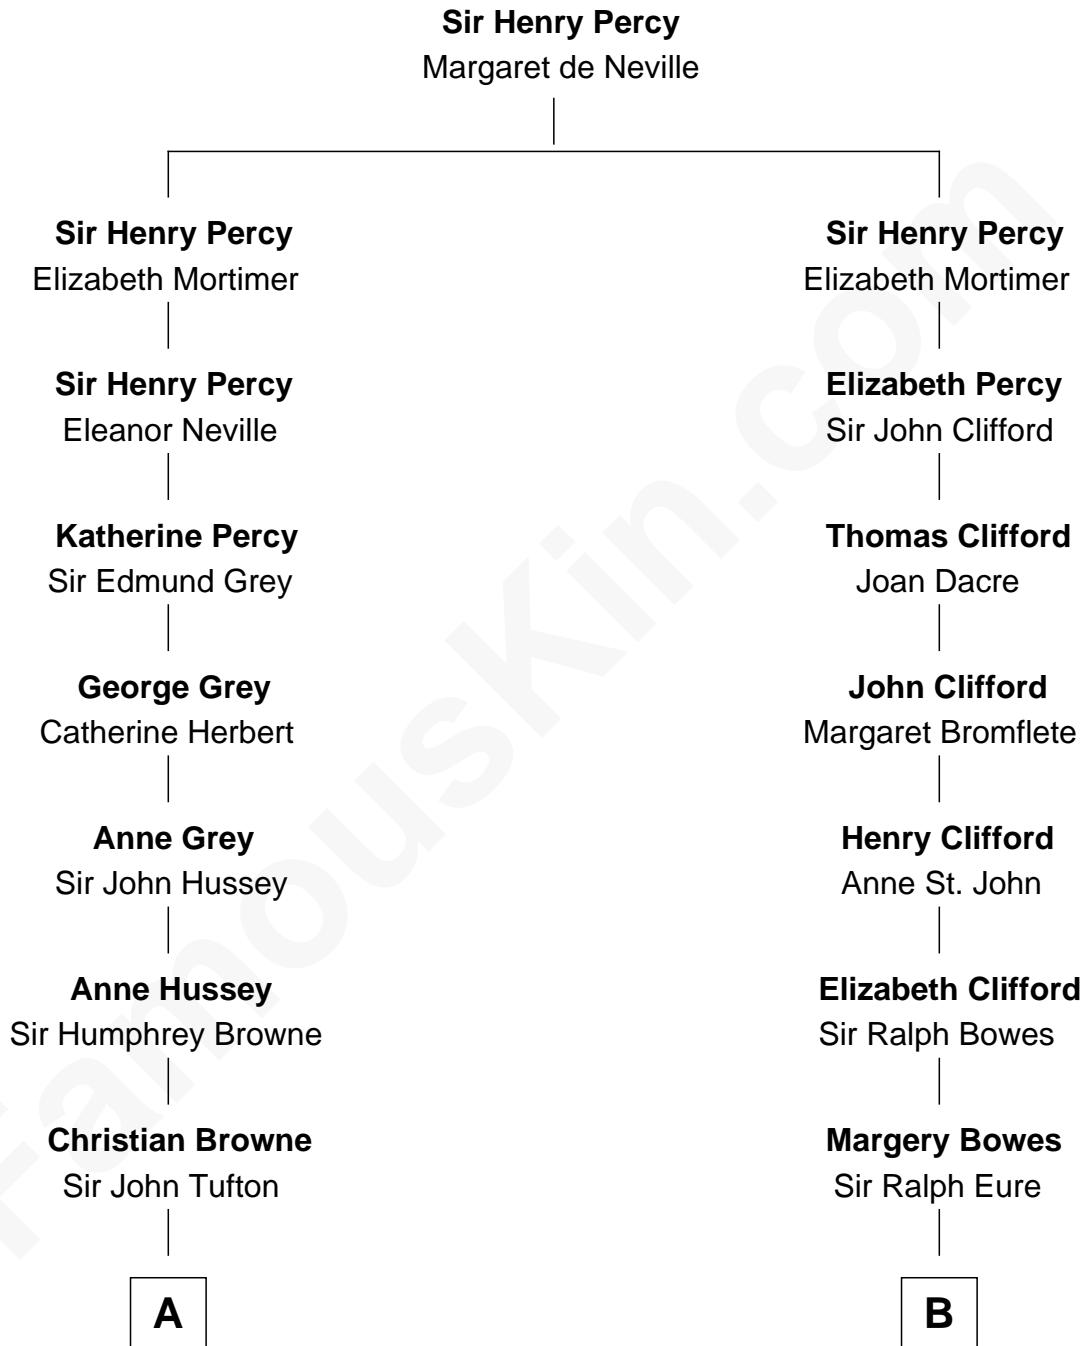 Sir Henry Percy
Margaret de Neville
Sir Henry Percy
Elizabeth Mortimer
Sir Henry Percy
Eleanor Neville
Katherine Percy
Sir Edmund Grey
George Grey
Catherine Herbert
Anne Grey
Sir John Hussey
Anne Hussey
Sir Humphrey Browne
Christian Browne
Sir John Tufton
A
Sir Henry Percy
Elizabeth Mortimer
Elizabeth Percy
Sir John Clifford
Thomas Clifford
Joan Dacre
John Clifford
Margaret Bromflete
Henry Clifford
Anne St. John
Elizabeth Clifford
Sir Ralph Bowes
Margery Bowes
Sir Ralph Eure
B
FamousKin.com